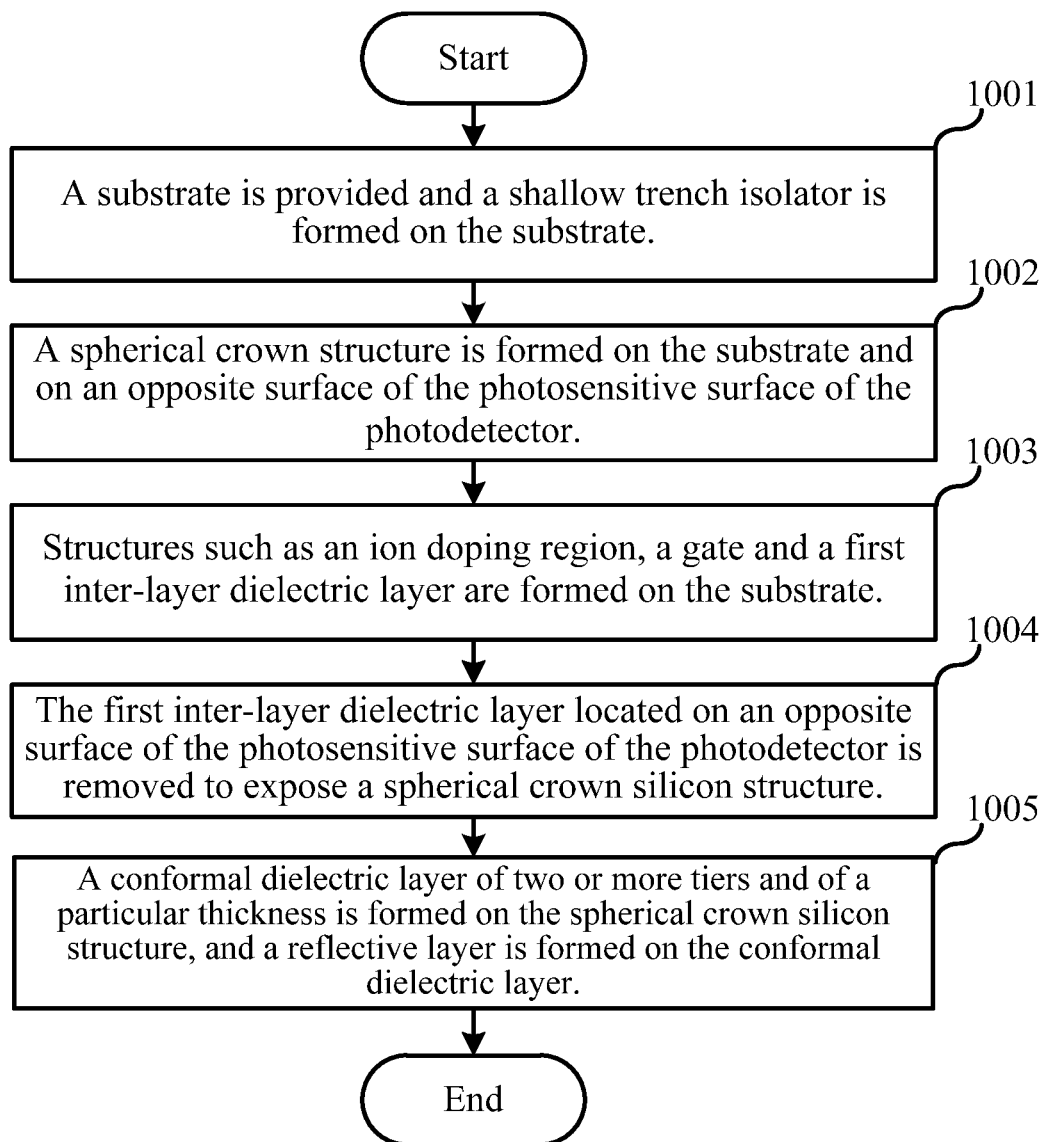 Start
1001
A substrate is provided and a shallow trench isolator is
formed on the substrate.
1002
A spherical crown structure is formed on the substrate and
on an opposite surface of the photosensitive surface of the
photodetector.
1003
Structures such as an ion doping region, a gate and a first
inter-layer dielectric layer are formed on the substrate.
1004
The first inter-layer dielectric layer located on an opposite
surface of the photosensitive surface of the photodetector is
removed to expose a spherical crown silicon structure.
1005
A conformal dielectric layer of two or more tiers and of a
particular thickness is formed on the spherical crown silicon
structure, and a reflective layer is formed on the conformal
dielectric layer.
End